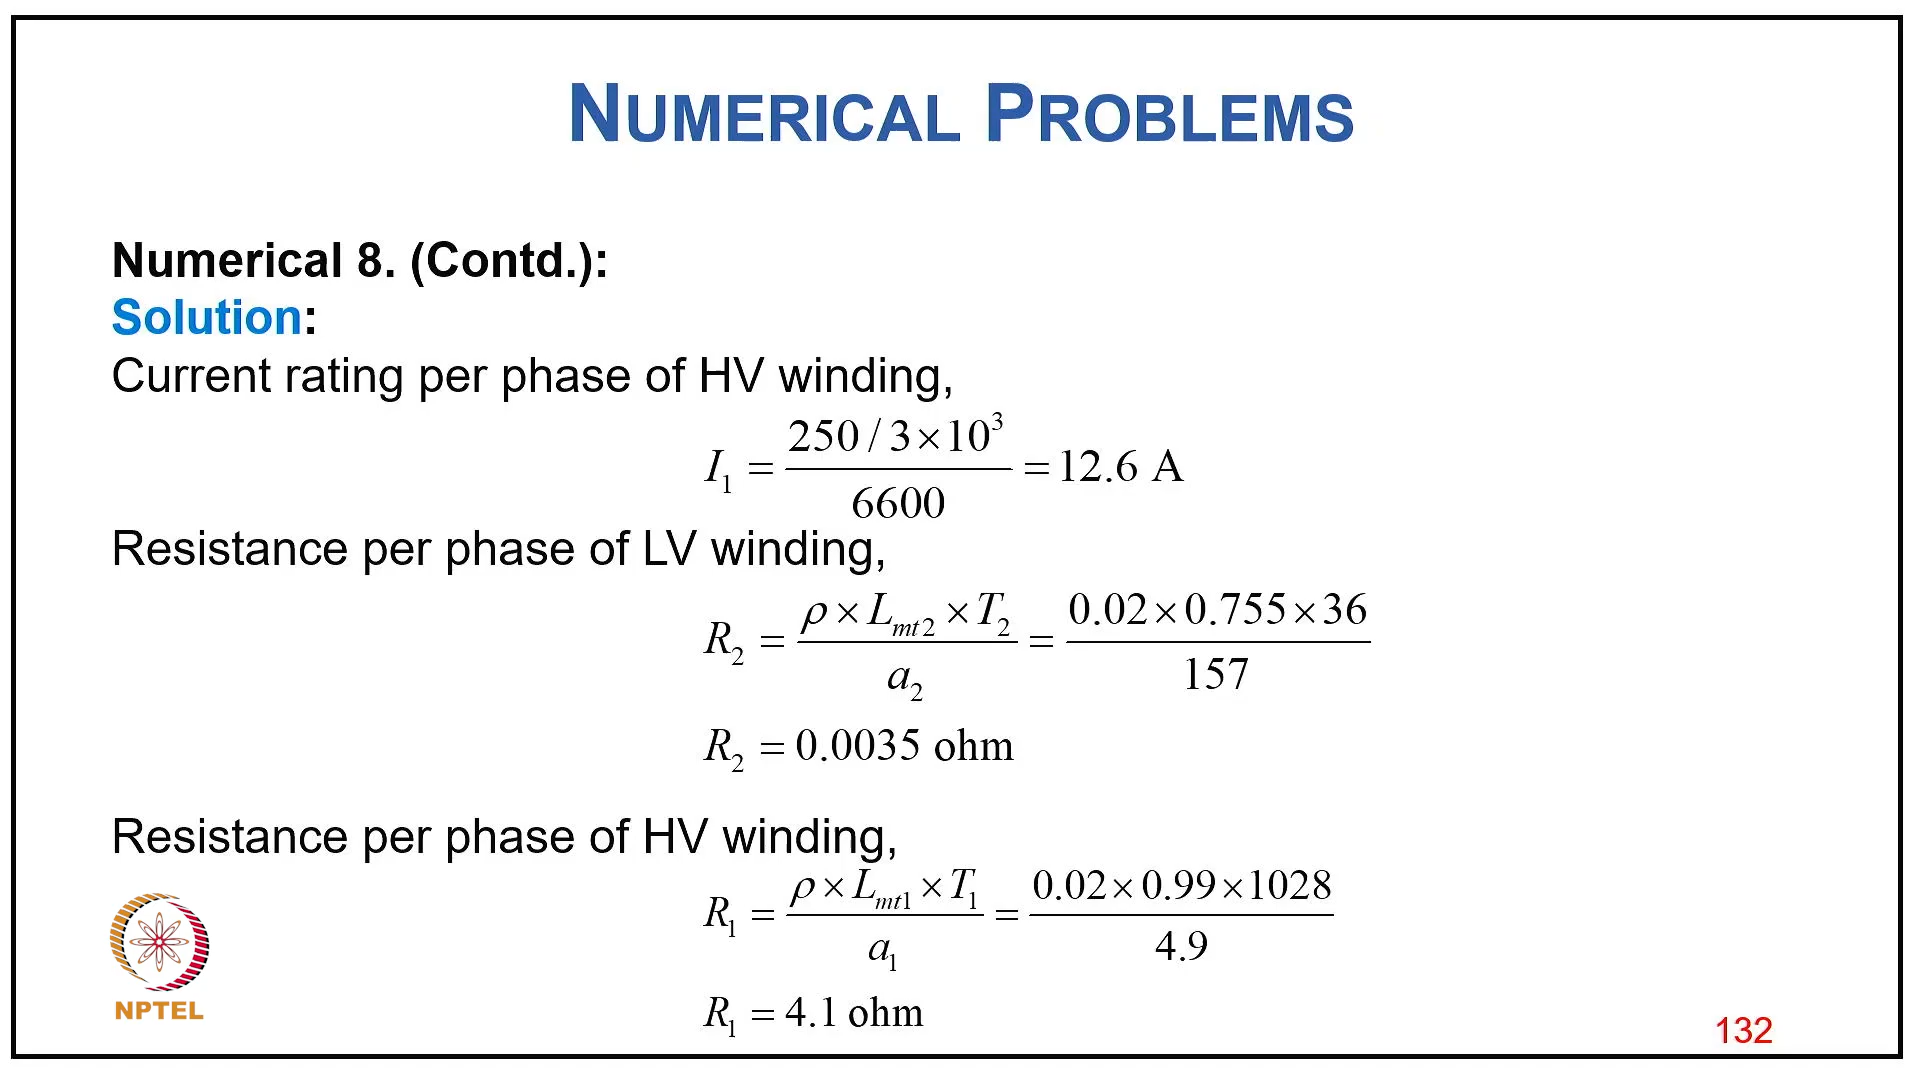 NUMERICAL PROBLEMS
Numerical 8. (Contd.):
Solution:
Current rating per phase of HV winding,
I₁ = (250 / 3×10³) / 6600 = 12.6 A
Resistance per phase of LV winding,
R₂ = (ρ × Lₘₜ₂ × T₂) / a₂ = (0.02×0.755×36) / 157
R₂ = 0.0035 ohm
Resistance per phase of HV winding,
R₁ = (ρ × Lₘₜ₁ × T₁) / a₁ = (0.02×0.99×1028) / 4.9
R₁ = 4.1 ohm
NPTEL
132